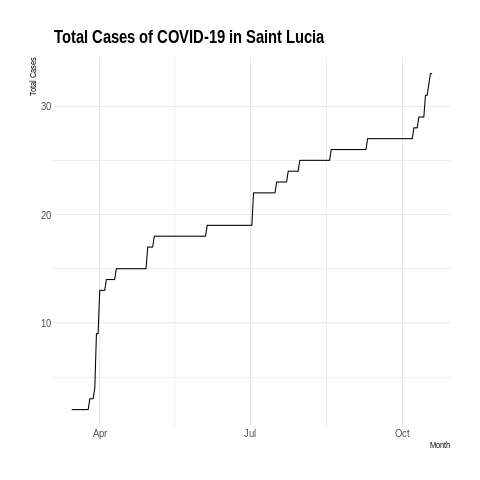 Total Cases of COVID-19 in Saint Lucia
Total Cases
30
20
10
Apr Jul Oct
Month